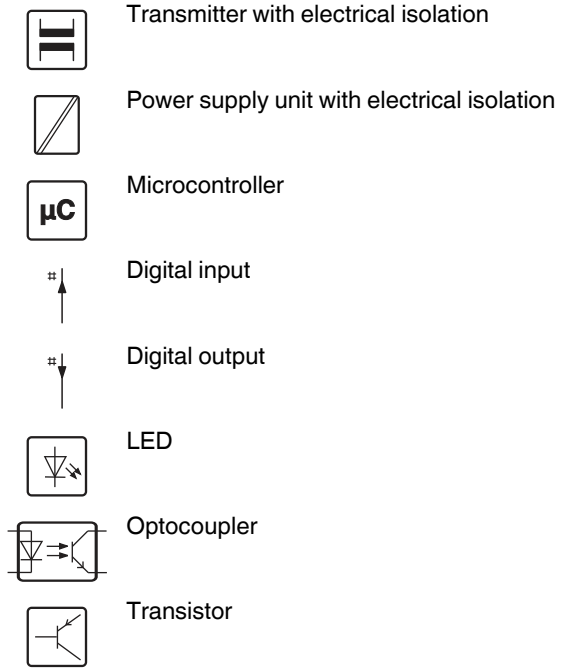 Transmitter with electrical isolation
Power supply unit with electrical isolation
µC
Microcontroller
#
Digital input
#
Digital output
LED
Optocoupler
Transistor